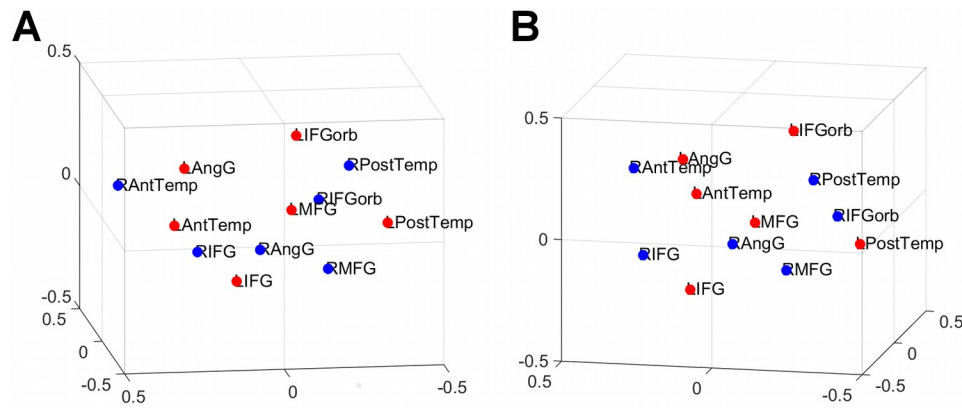 A
0.5
LIFGorb
LAngG
RPostTemp
RAntTemp
0
RIFGorb
LMFG
LAntTemp
LPostTemp
RIFG
RAngG
RMFG
LIFG
-0.5
0.5
0
-0.5
0.5
0
-0.5
B
0.5
LIFGorb
LAngG
RAntTemp
RPostTemp
LAntTemp
RIFGorb
LMFG
0
RAngG
LPostTemp
RIFG
RMFG
LIFG
0.5
-0.5
0
0.5
0
-0.5
-0.5